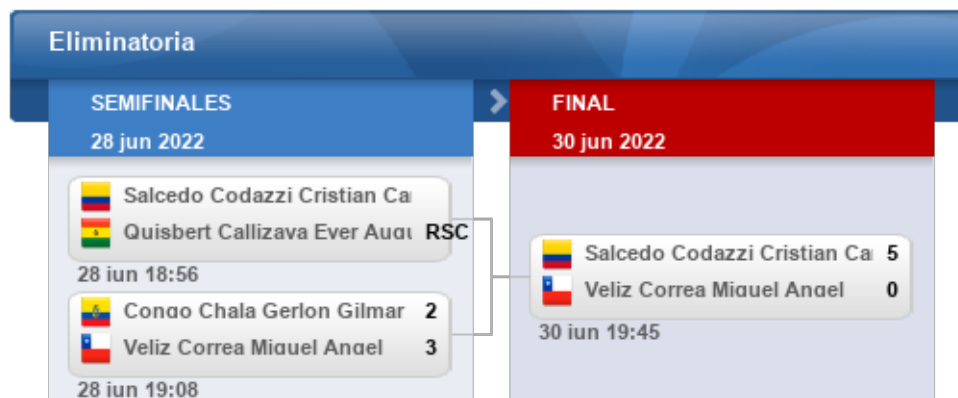 Eliminatoria
SEMIFINALES
28 jun 2022
Salcedo Codazzi Cristian Ca
Quisbert Callizava Ever Augu RSC
28 jun 18:56
Congo Chala Gerlon Gilmar 2
Veliz Correa Miguel Angel 3
28 jun 19:08
FINAL
30 jun 2022
Salcedo Codazzi Cristian Ca 5
Veliz Correa Miguel Angel 0
30 jun 19:45